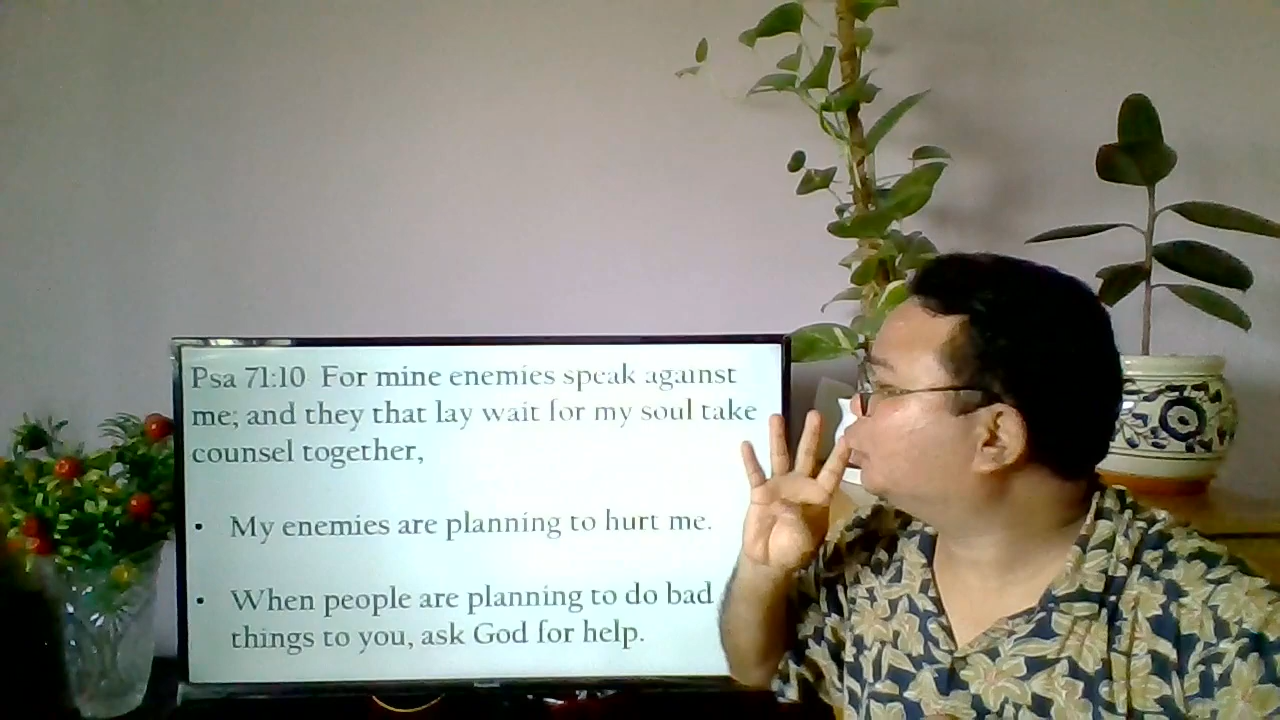 Psa 71:10 For mine enemies speak against
me; and they that lay wait for my soul take
counsel together,
• My enemies are planning to hurt me.
• When people are planning to do bad
things to you, ask God for help.